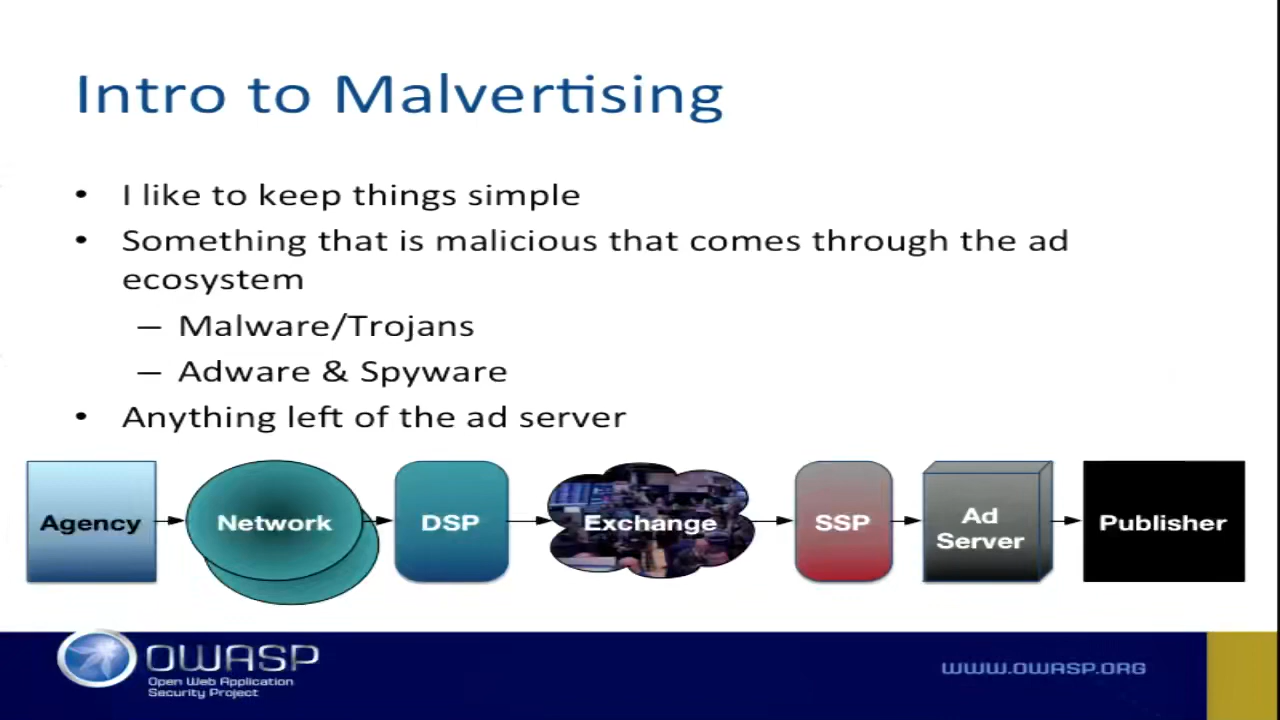 Intro to Malvertising
• I like to keep things simple
• Something that is malicious that comes through the ad
ecosystem
– Malware/Trojans
– Adware & Spyware
• Anything left of the ad server
Agency
Network
DSP
Exchange
SSP
Ad
Server
Publisher
OWASP
Open Web Application
Security Project
WWW.OWASP.ORG